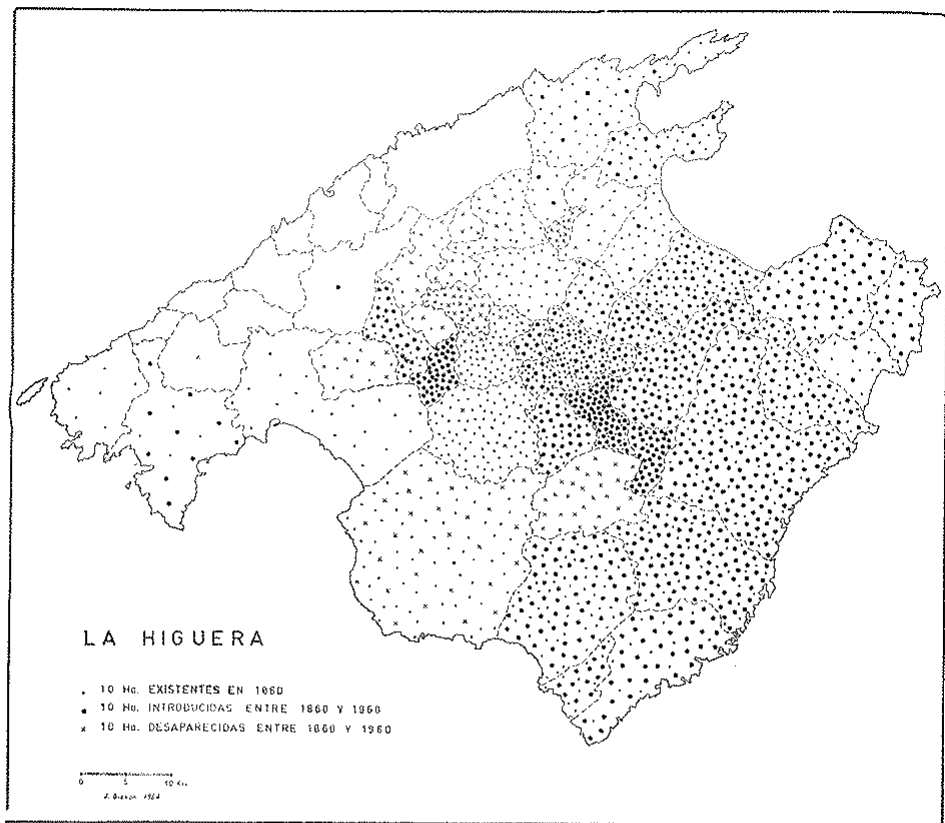 LA HIGUERA
. 10 Ha. EXISTENTES EN 1860
• 10 Ha. INTRODUCIDAS ENTRE 1860 Y 1960
x 10 Ha. DESAPARECIDAS ENTRE 1860 Y 1960
0 5 10 Km.
1964